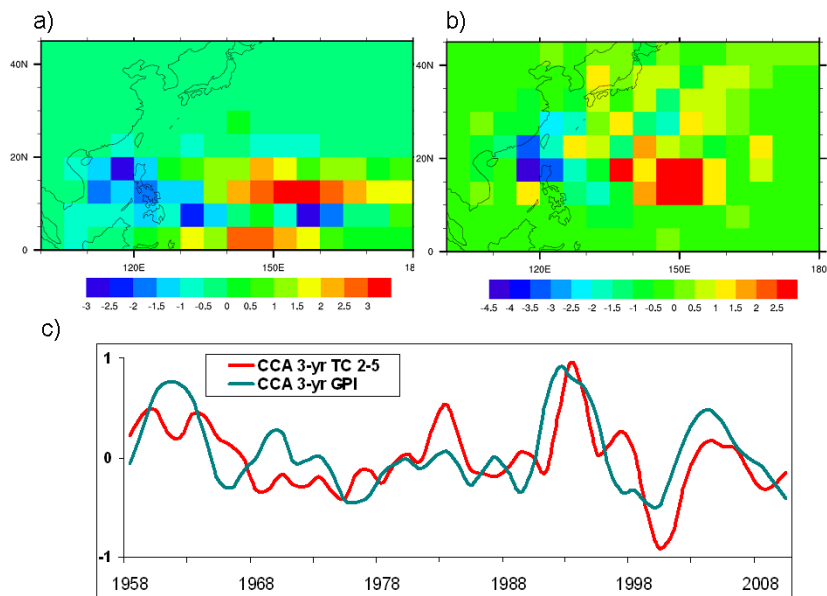 a)
b)
40N
20N
0
120E
150E
18
-3 -2.5 -2 -1.5 -1 -0.5 0.5 1 1.5 2 2.5 3
40N
20N
0
120E
150E
180
-4.5 -4 -3.5 -3 -2.5 -2 -1.5 -1 -0.5 0.5 1 1.5 2 2.5
c)
1
0
-1
CCA 3-yr TC 2-5
CCA 3-yr GPI
1958 1968 1978 1988 1998 2008